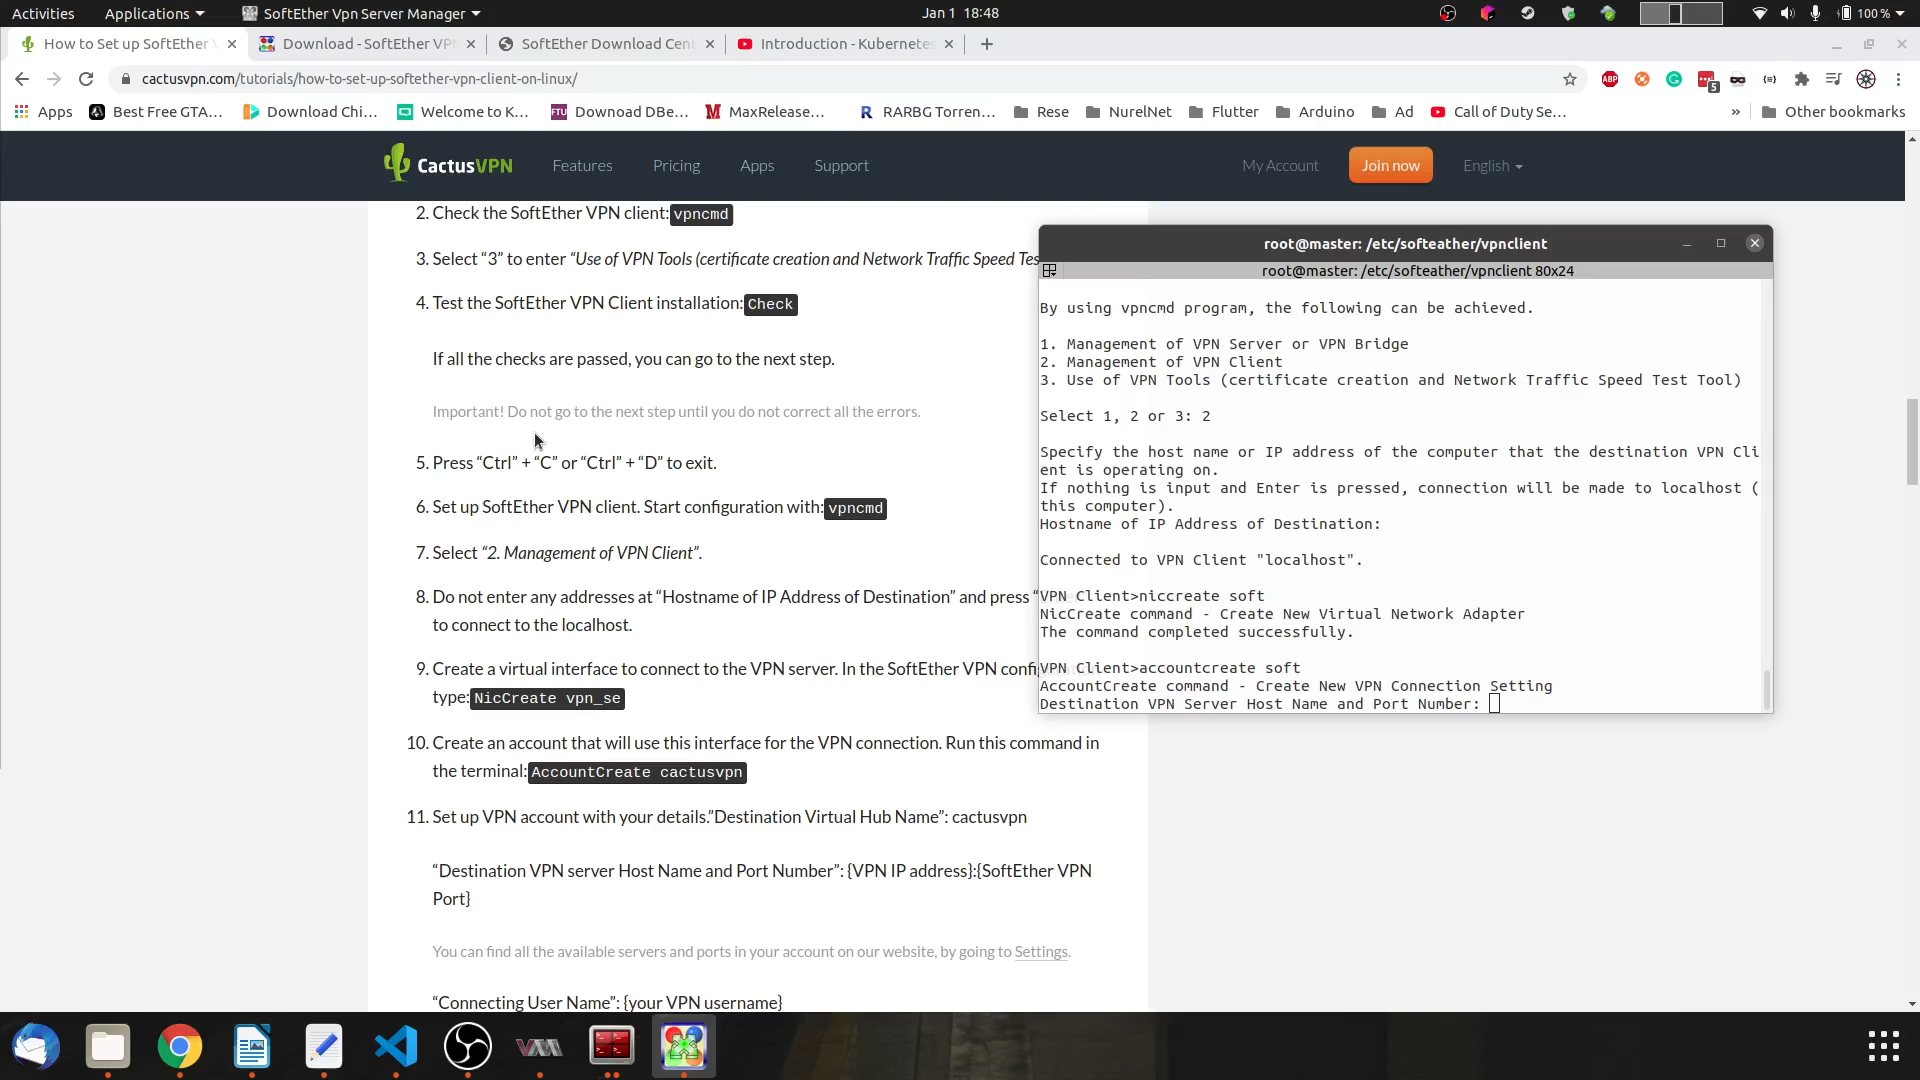 Activities Applications SoftEther Vpn Server Manager Jan 1 18:48 100 %
How to Set up SoftEther V Download - SoftEther VP SoftEther Download Cen Introduction - Kubernetes
cactusvpn.com/tutorials/how-to-set-up-softether-vpn-client-on-linux/ ABP 5
Apps Best Free GTA... Download Chi... Welcome to K... FTU Downoad DBe... MaxRelease... RARBG Torren... Rese NurelNet Flutter Arduino Ad Call of Duty Se... » Other bookmarks
CactusVPN Features Pricing Apps Support My Account Join now English
2. Check the SoftEther VPN client: vpncmd
3. Select “3” to enter “Use of VPN Tools (certificate creation and Network Traffic Speed Tes
4. Test the SoftEther VPN Client installation: Check
If all the checks are passed, you can go to the next step.
Important! Do not go to the next step until you do not correct all the errors.
5. Press “Ctrl” + “C” or “Ctrl” + “D” to exit.
6. Set up SoftEther VPN client. Start configuration with: vpncmd
7. Select “2. Management of VPN Client”.
8. Do not enter any addresses at “Hostname of IP Address of Destination” and press “
to connect to the localhost.
9. Create a virtual interface to connect to the VPN server. In the SoftEther VPN config
type: NicCreate vpn_se
10. Create an account that will use this interface for the VPN connection. Run this command in
the terminal: AccountCreate cactusvpn
11. Set up VPN account with your details.”Destination Virtual Hub Name”: cactusvpn
“Destination VPN server Host Name and Port Number”: {VPN IP address}:{SoftEther VPN
Port}
You can find all the available servers and ports in your account on our website, by going to Settings.
“Connecting User Name”: {your VPN username}
root@master: /etc/softeather/vpnclient
root@master: /etc/softeather/vpnclient 80x24
By using vpncmd program, the following can be achieved.
1. Management of VPN Server or VPN Bridge
2. Management of VPN Client
3. Use of VPN Tools (certificate creation and Network Traffic Speed Test Tool)
Select 1, 2 or 3: 2
Specify the host name or IP address of the computer that the destination VPN Cli
ent is operating on.
If nothing is input and Enter is pressed, connection will be made to localhost (
this computer).
Hostname of IP Address of Destination:
Connected to VPN Client "localhost".
VPN Client>niccreate soft
NicCreate command - Create New Virtual Network Adapter
The command completed successfully.
VPN Client>accountcreate soft
AccountCreate command - Create New VPN Connection Setting
Destination VPN Server Host Name and Port Number: